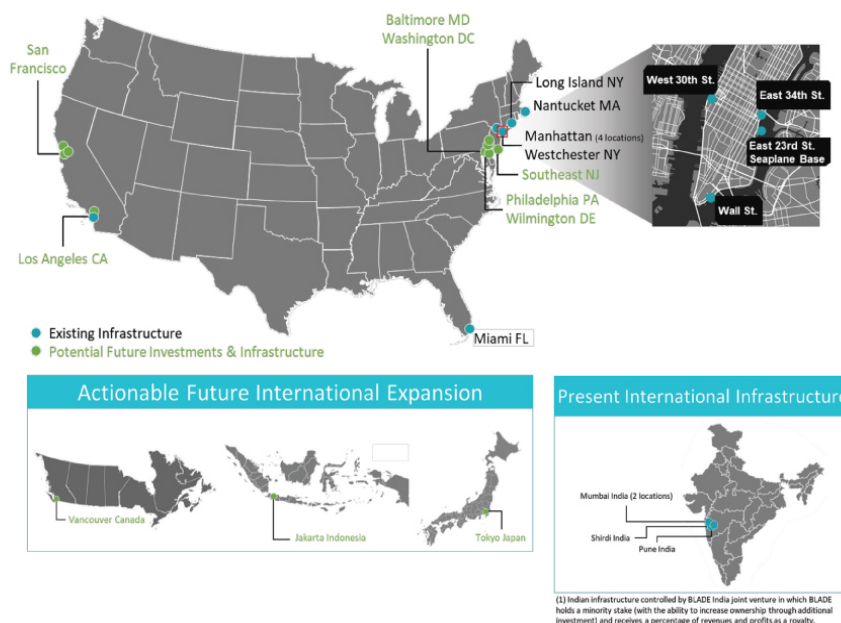 Baltimore MD
Washington DC
San
Francisco
Long Island NY
Nantucket MA
Manhattan (4 locations)
Westchester NY
Southeast NJ
Philadelphia PA
Wilmington DE
West 30th St.
East 34th St.
East 23rd St.
Seaplane Base
Wall St.
Los Angeles CA
Existing Infrastructure
Potential Future Investments & Infrastructure
Miami FL
Actionable Future International Expansion
Vancouver Canada
Jakarta Indonesia
Tokyo Japan
Present International Infrastructure
Mumbai India (2 locations)
Shirdi India
Pune India
(1) Indian infrastructure controlled by BLADE India joint venture in which BLADE
holds a minority stake (with the ability to increase ownership through additional
investment) and receives a percentage of revenues and profits as a royalty.